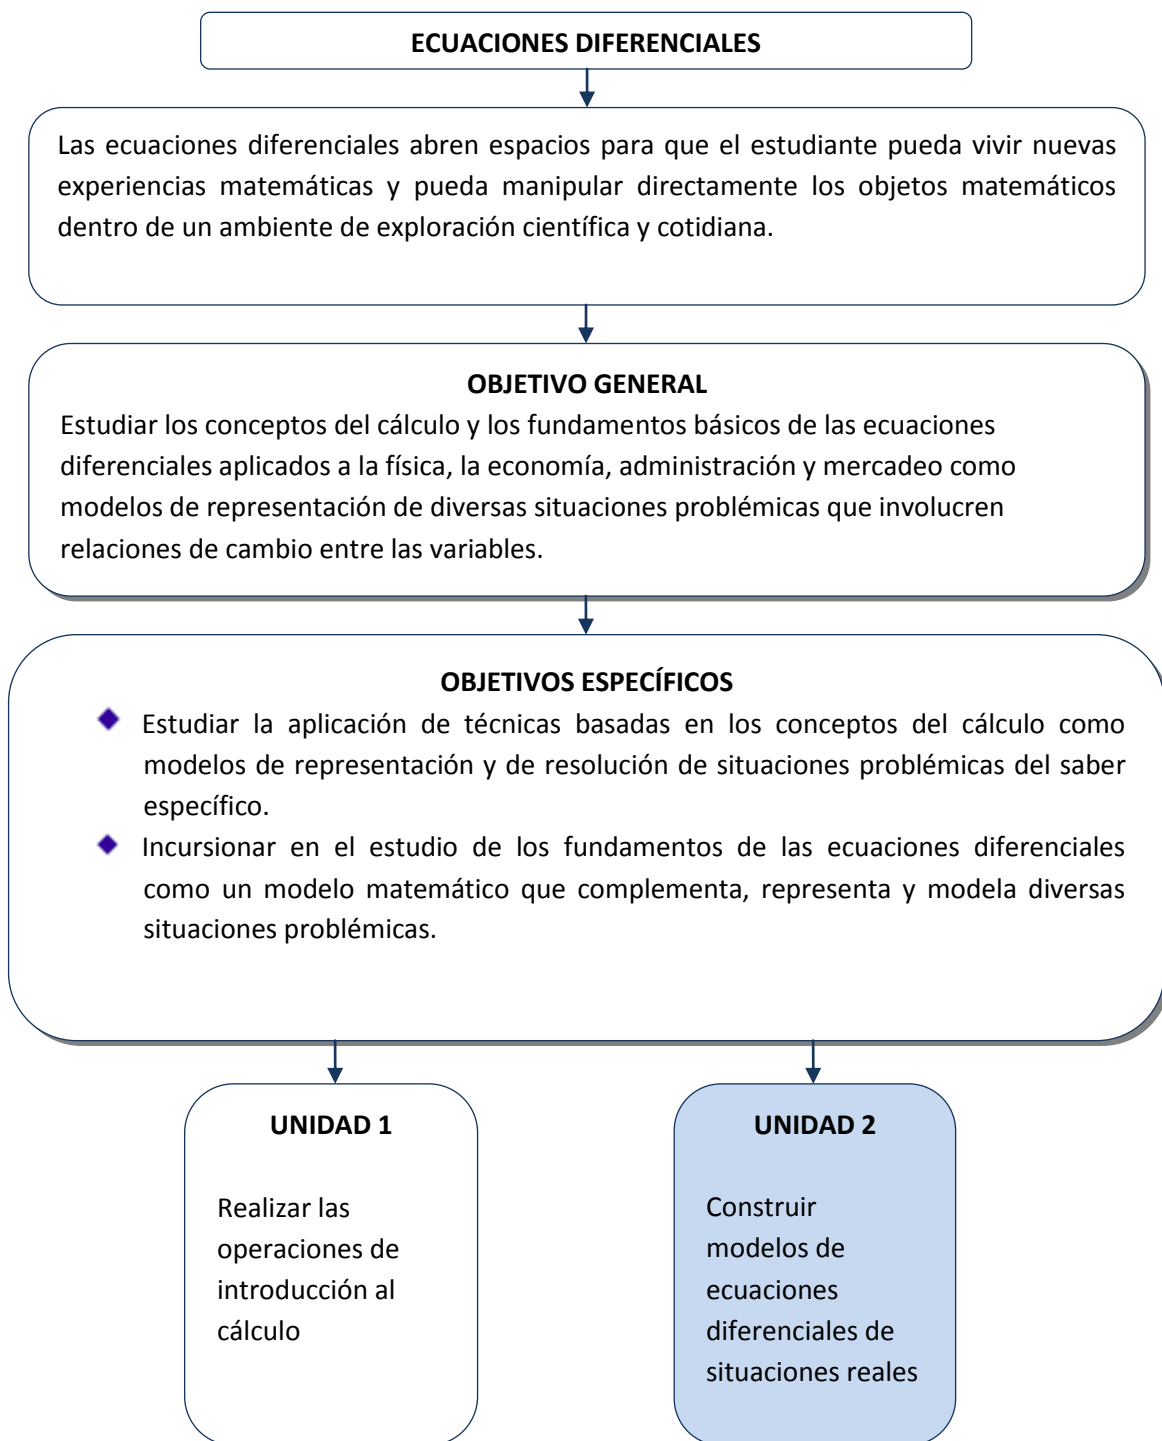 ECUACIONES DIFERENCIALES
Las ecuaciones diferenciales abren espacios para que el estudiante pueda vivir nuevas
experiencias matemáticas y pueda manipular directamente los objetos matemáticos
dentro de un ambiente de exploración científica y cotidiana.
OBJETIVO GENERAL
Estudiar los conceptos del cálculo y los fundamentos básicos de las ecuaciones
diferenciales aplicados a la física, la economía, administración y mercadeo como
modelos de representación de diversas situaciones problémicas que involucren
relaciones de cambio entre las variables.
OBJETIVOS ESPECÍFICOS
Estudiar la aplicación de técnicas basadas en los conceptos del cálculo como
modelos de representación y de resolución de situaciones problémicas del saber
específico.
Incursionar en el estudio de los fundamentos de las ecuaciones diferenciales
como un modelo matemático que complementa, representa y modela diversas
situaciones problémicas.
UNIDAD 1
Realizar las
operaciones de
introducción al
cálculo
UNIDAD 2
Construir
modelos de
ecuaciones
diferenciales de
situaciones reales